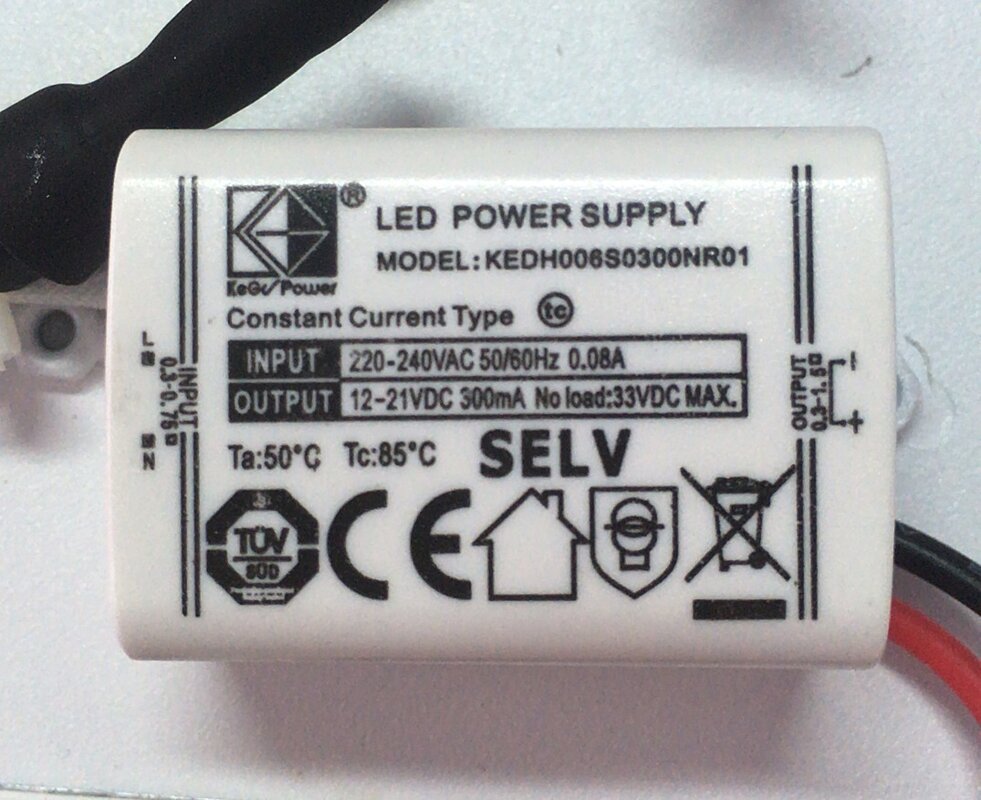 ®
LED POWER SUPPLY
MODEL: KEDH006S0300NR01
KeGu Power
Constant Current Type tc
INPUT 220-240VAC 50/60Hz 0.08A
OUTPUT 12-21VDC 300mA No load:33VDC MAX.
Ta:50°C Tc:85°C SELV
TÜV
SÜD
CE
L
N
INPUT
0.3-0.75
OUTPUT
0.3-1.5
-
+